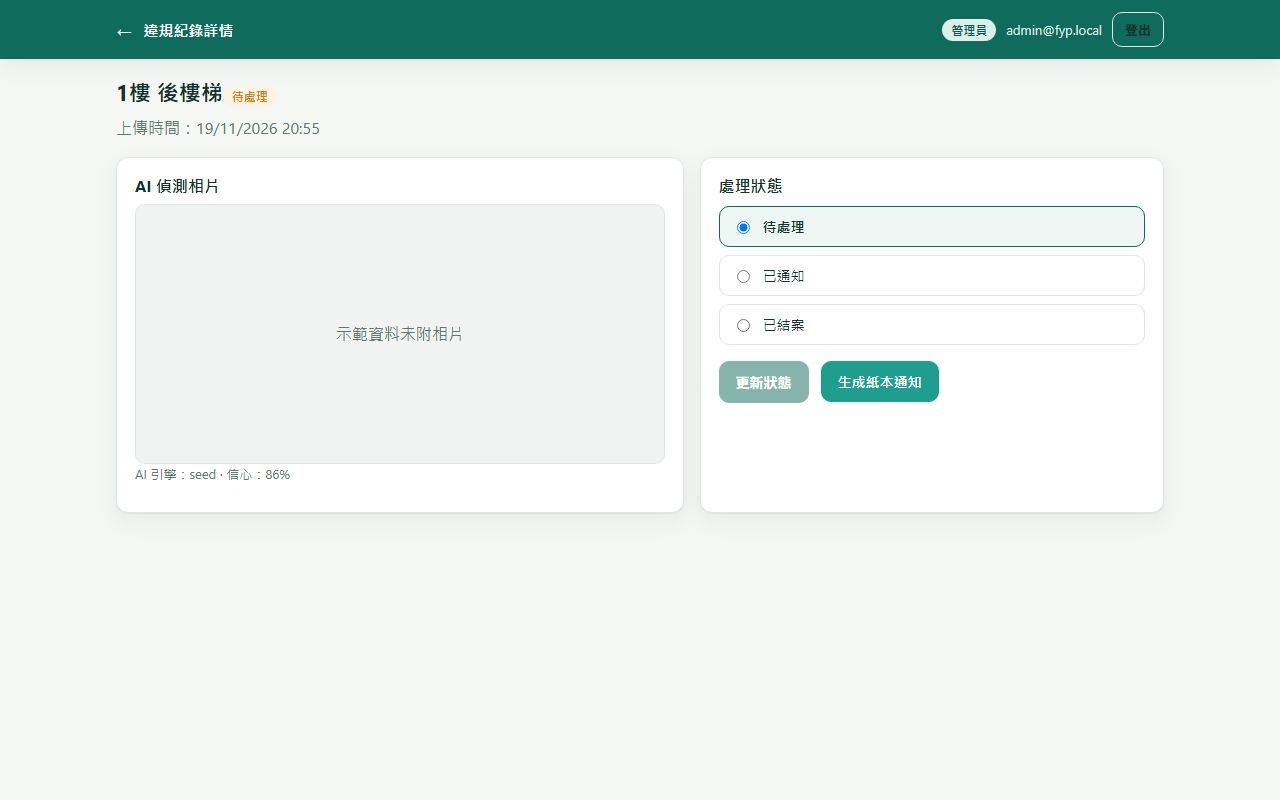 ← 違規紀錄詳情
管理員 admin@fyp.local 登出
1樓 後樓梯 待處理
上傳時間：19/11/2026 20:55
AI 偵測相片
示範資料未附相片
AI 引擎：seed · 信心：86%
處理狀態
待處理
已通知
已結案
更新狀態 生成紙本通知